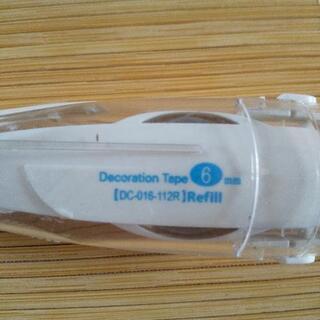 Decoration Tape 6 mm
[DC-016-112R] Refill